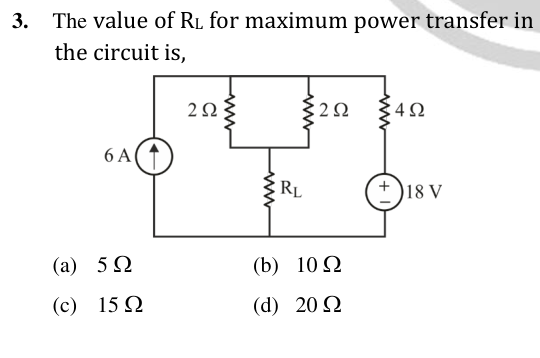 3. The value of RL for maximum power transfer in
the circuit is,
2 Ω 2 Ω 4 Ω
6 A
RL
+
−
18 V
(a) 5 Ω (b) 10 Ω
(c) 15 Ω (d) 20 Ω